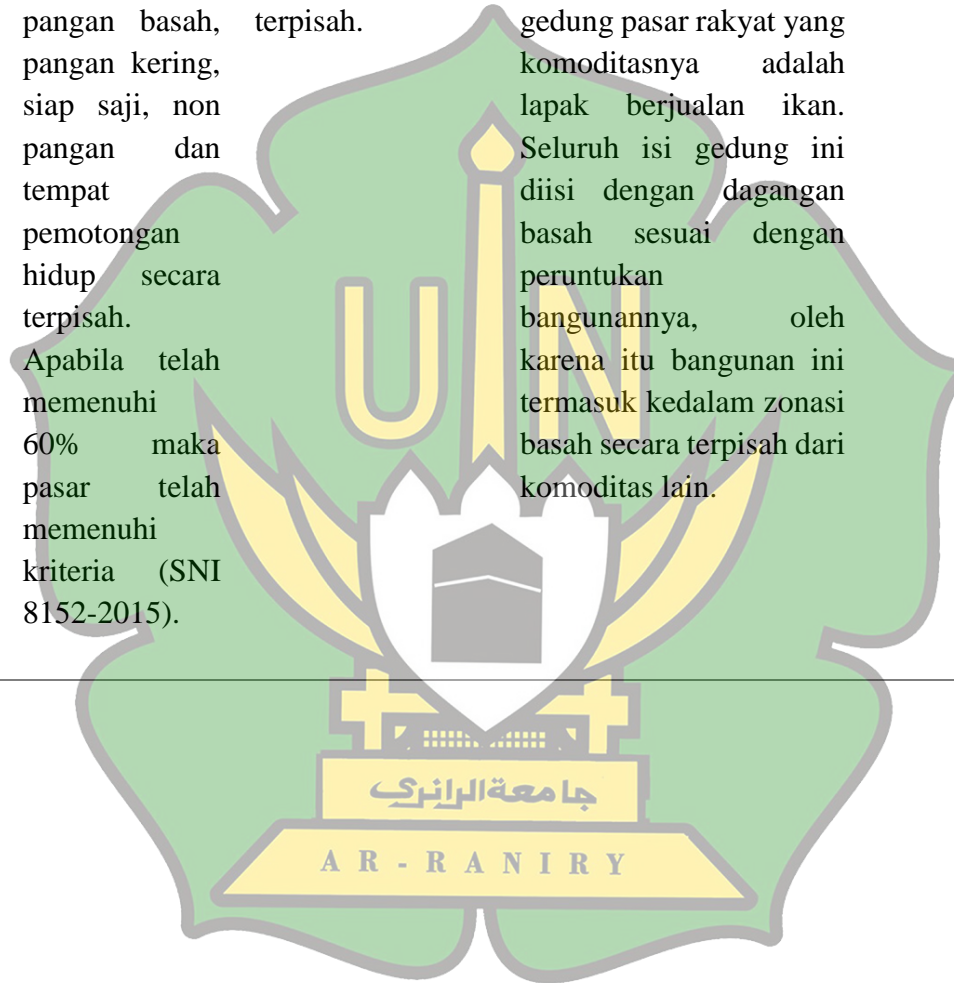 pangan basah,
pangan kering,
siap saji, non
pangan dan
tempat
pemotongan
hidup secara
terpisah.
Apabila telah
memenuhi
60% maka
pasar telah
memenuhi
kriteria (SNI
8152-2015).
terpisah.
gedung pasar rakyat yang
komoditasnya adalah
lapak berjualan ikan.
Seluruh isi gedung ini
diisi dengan dagangan
basah sesuai dengan
peruntukan
bangunannya, oleh
karena itu bangunan ini
termasuk kedalam zonasi
basah secara terpisah dari
komoditas lain.
UIN
جامعة الرانري
AR-RANIRY